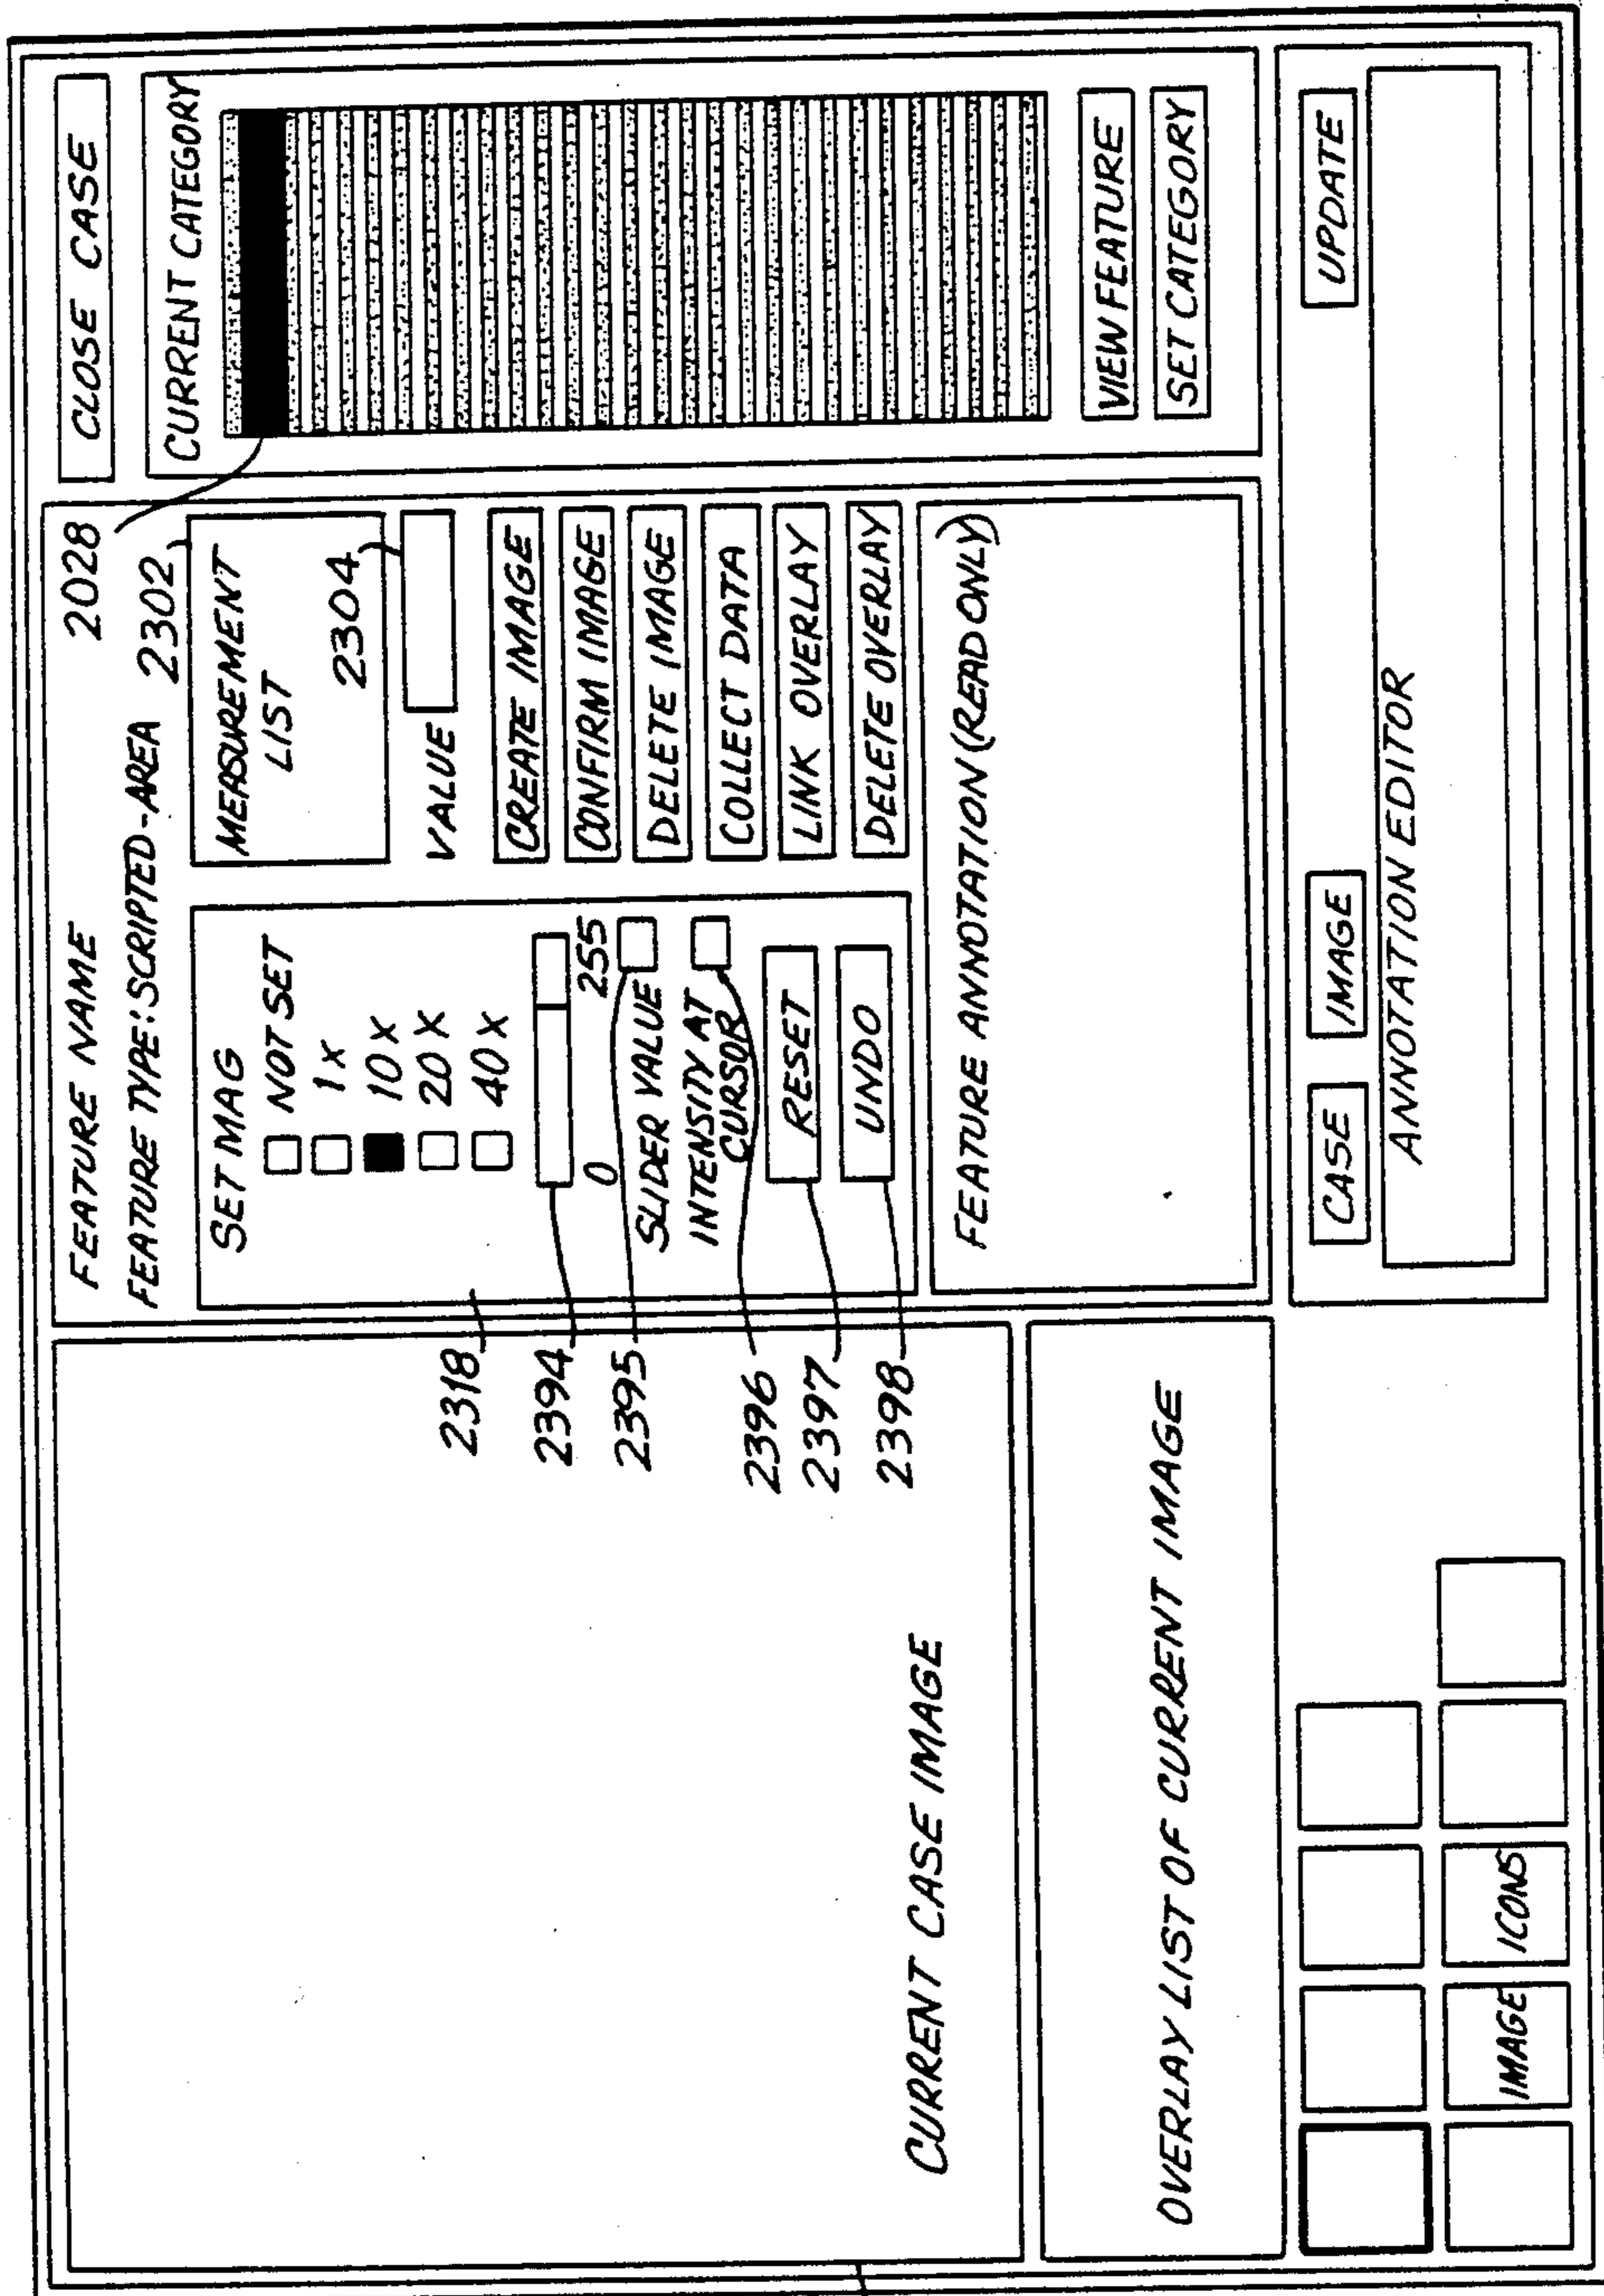 FEATURE NAME
2028
CLOSE CASE
FEATURE TYPE: SCRIPTED-AREA
2302
CURRENT CATEGORY
SET MAG
NOT SET
1X
10X
20X
40X
0
255
SLIDER VALUE
INTENSITY AT
CURSOR
RESET
UNDO
MEASUREMENT
LIST
2304
VALUE
CREATE IMAGE
CONFIRM IMAGE
DELETE IMAGE
COLLECT DATA
LINK OVERLAY
DELETE OVERLAY
2318
2394
2395
2396
2397
2398
CURRENT CASE IMAGE
FEATURE ANNOTATION (READ ONLY)
VIEW FEATURE
SET CATEGORY
OVERLAY LIST OF CURRENT IMAGE
CASE
IMAGE
UPDATE
ANNOTATION EDITOR
IMAGE
ICONS